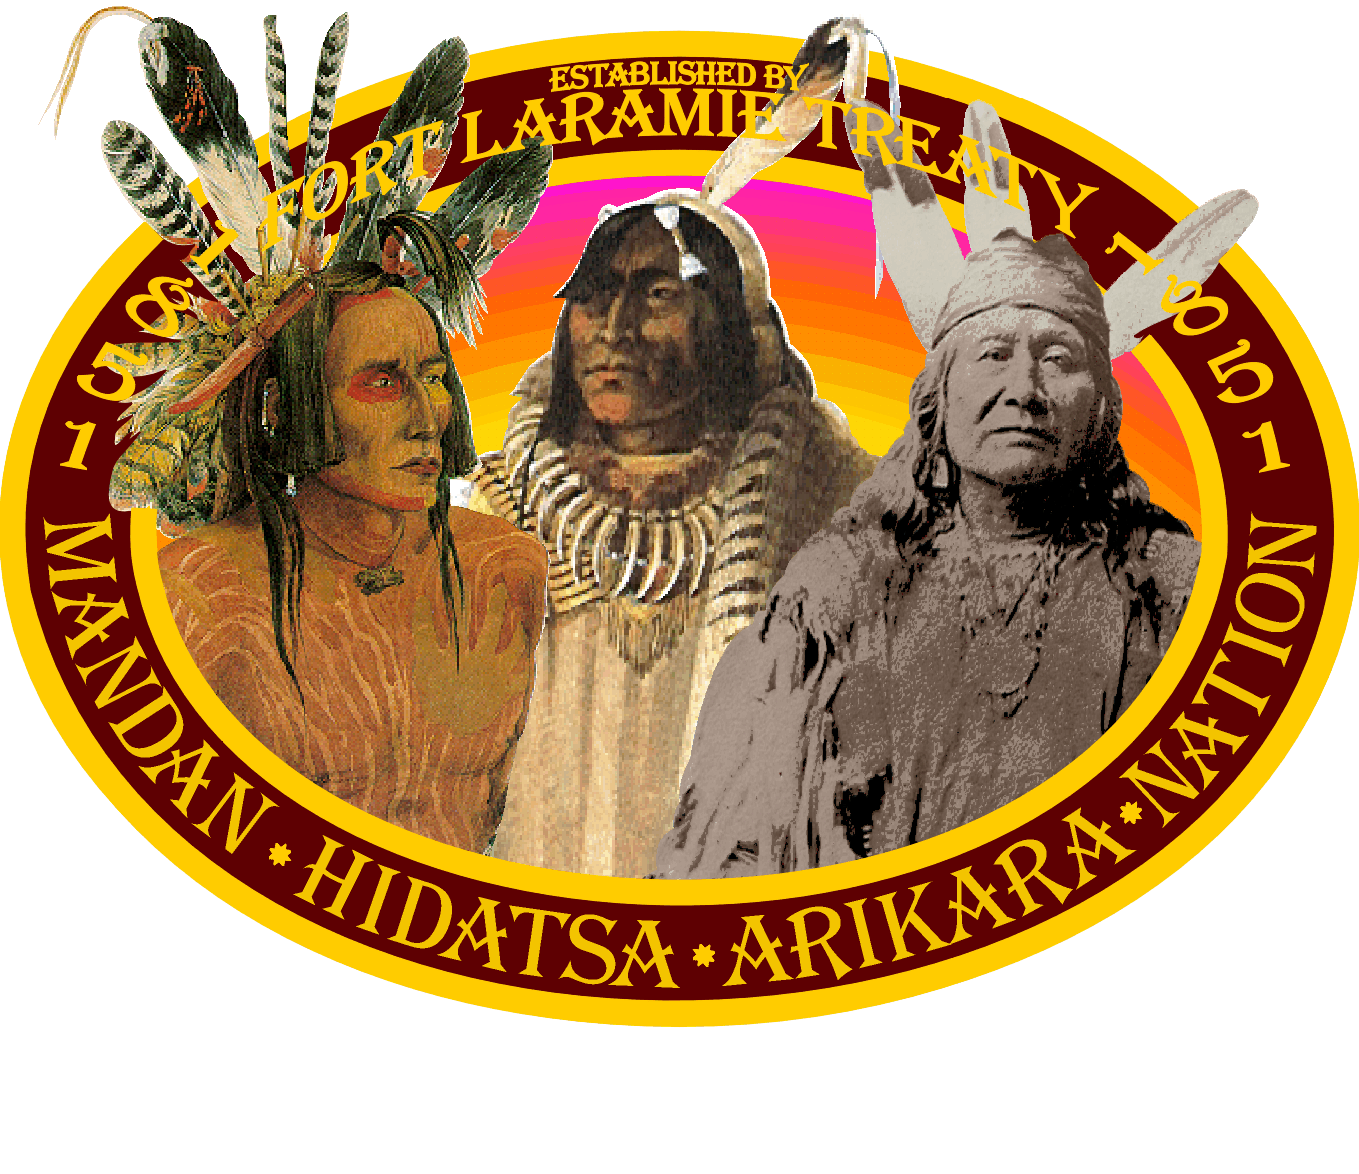 ESTABLISHED BY
1851 FORT LARAMIE TREATY 1851
MANDAN · HIDATSA · ARIKARA · NATION